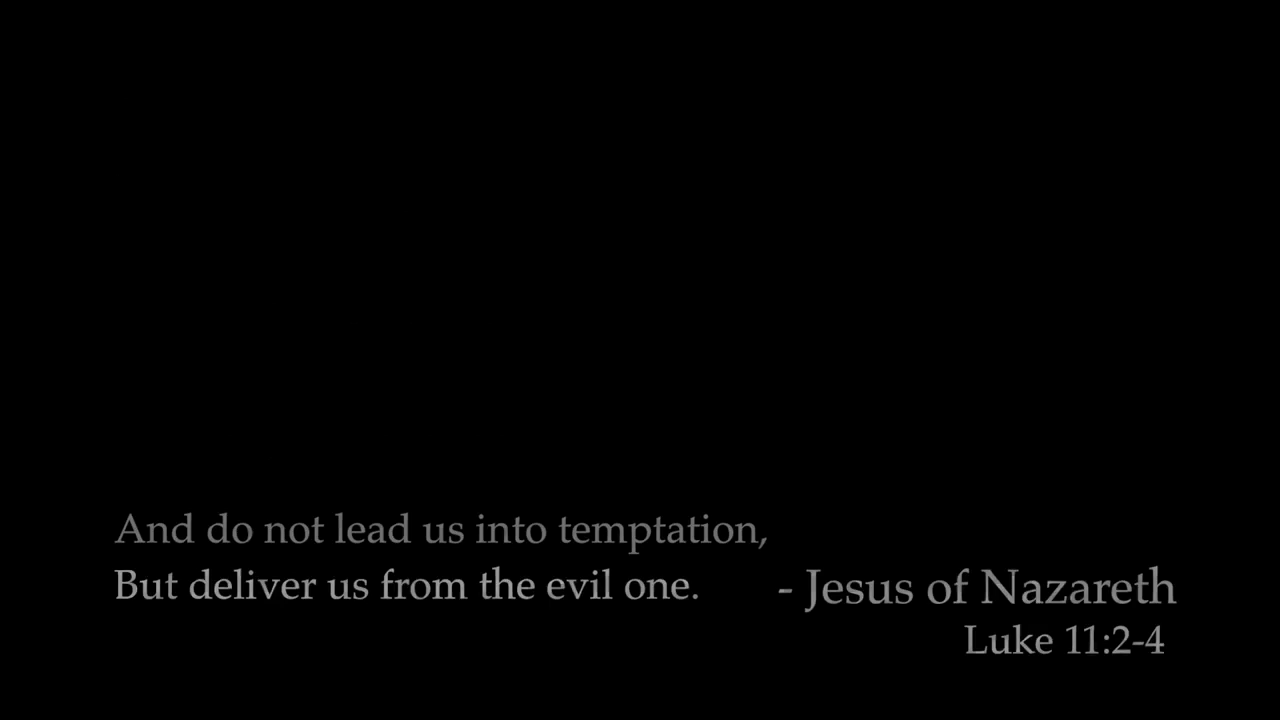 And do not lead us into temptation,
But deliver us from the evil one.
- Jesus of Nazareth
Luke 11:2-4